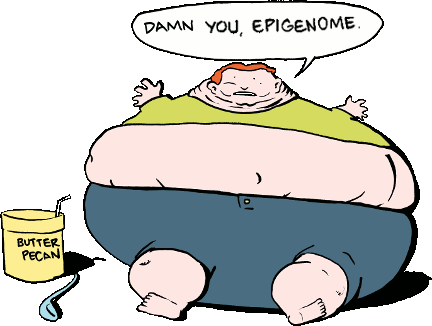 DAMN YOU, EPIGENOME.
BUTTER
PECAN